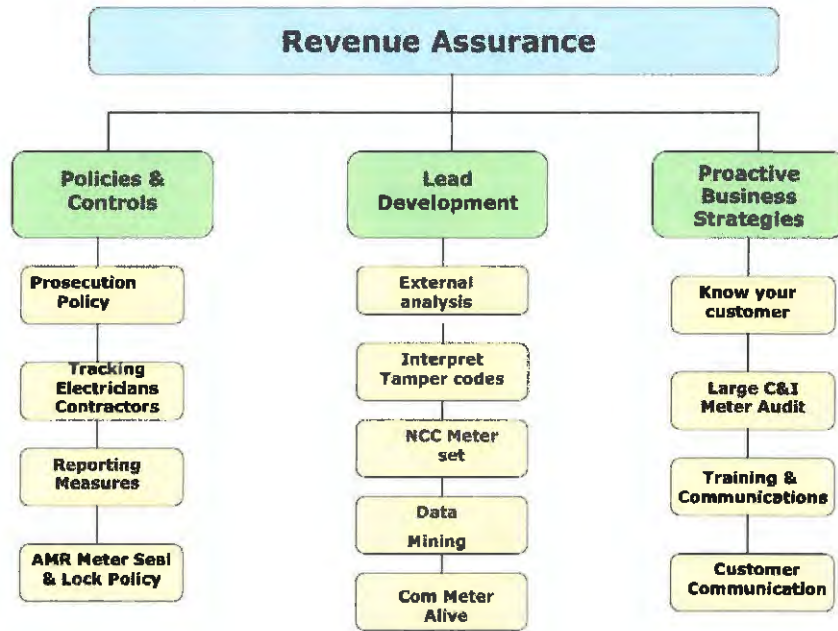 Revenue Assurance
Policies &
Controls
Prosecution
Policy
Tracking
Electricians
Contractors
Reporting
Measures
AMR Meter Seal
& Lock Policy
Lead
Development
External
analysis
Interpret
Tamper codes
NCC Meter
set
Data
Mining
Com Meter
Alive
Proactive
Business
Strategies
Know your
customer
Large C&I
Meter Audit
Training &
Communications
Customer
Communication